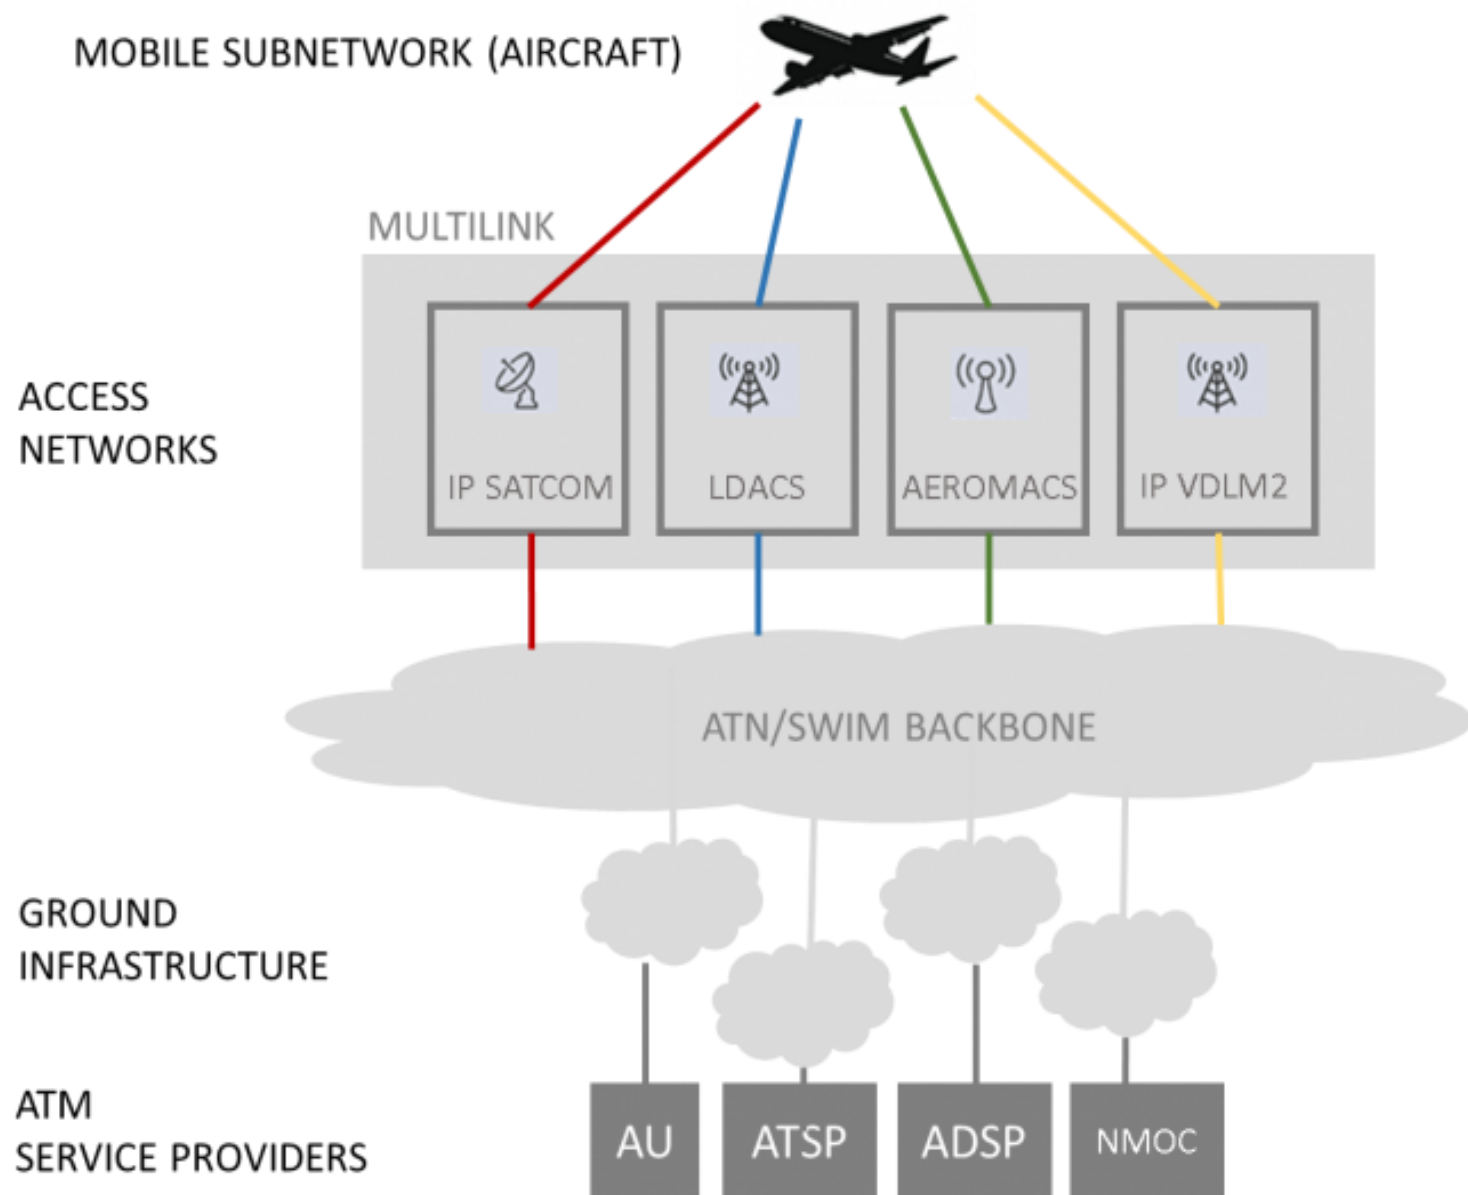 MOBILE SUBNETWORK (AIRCRAFT)
MULTILINK
ACCESS
NETWORKS
IP SATCOM
LDACS
AEROMACS
IP VDLM2
ATN/SWIM BACKBONE
GROUND
INFRASTRUCTURE
ATM
SERVICE PROVIDERS
AU
ATSP
ADSP
NMOC